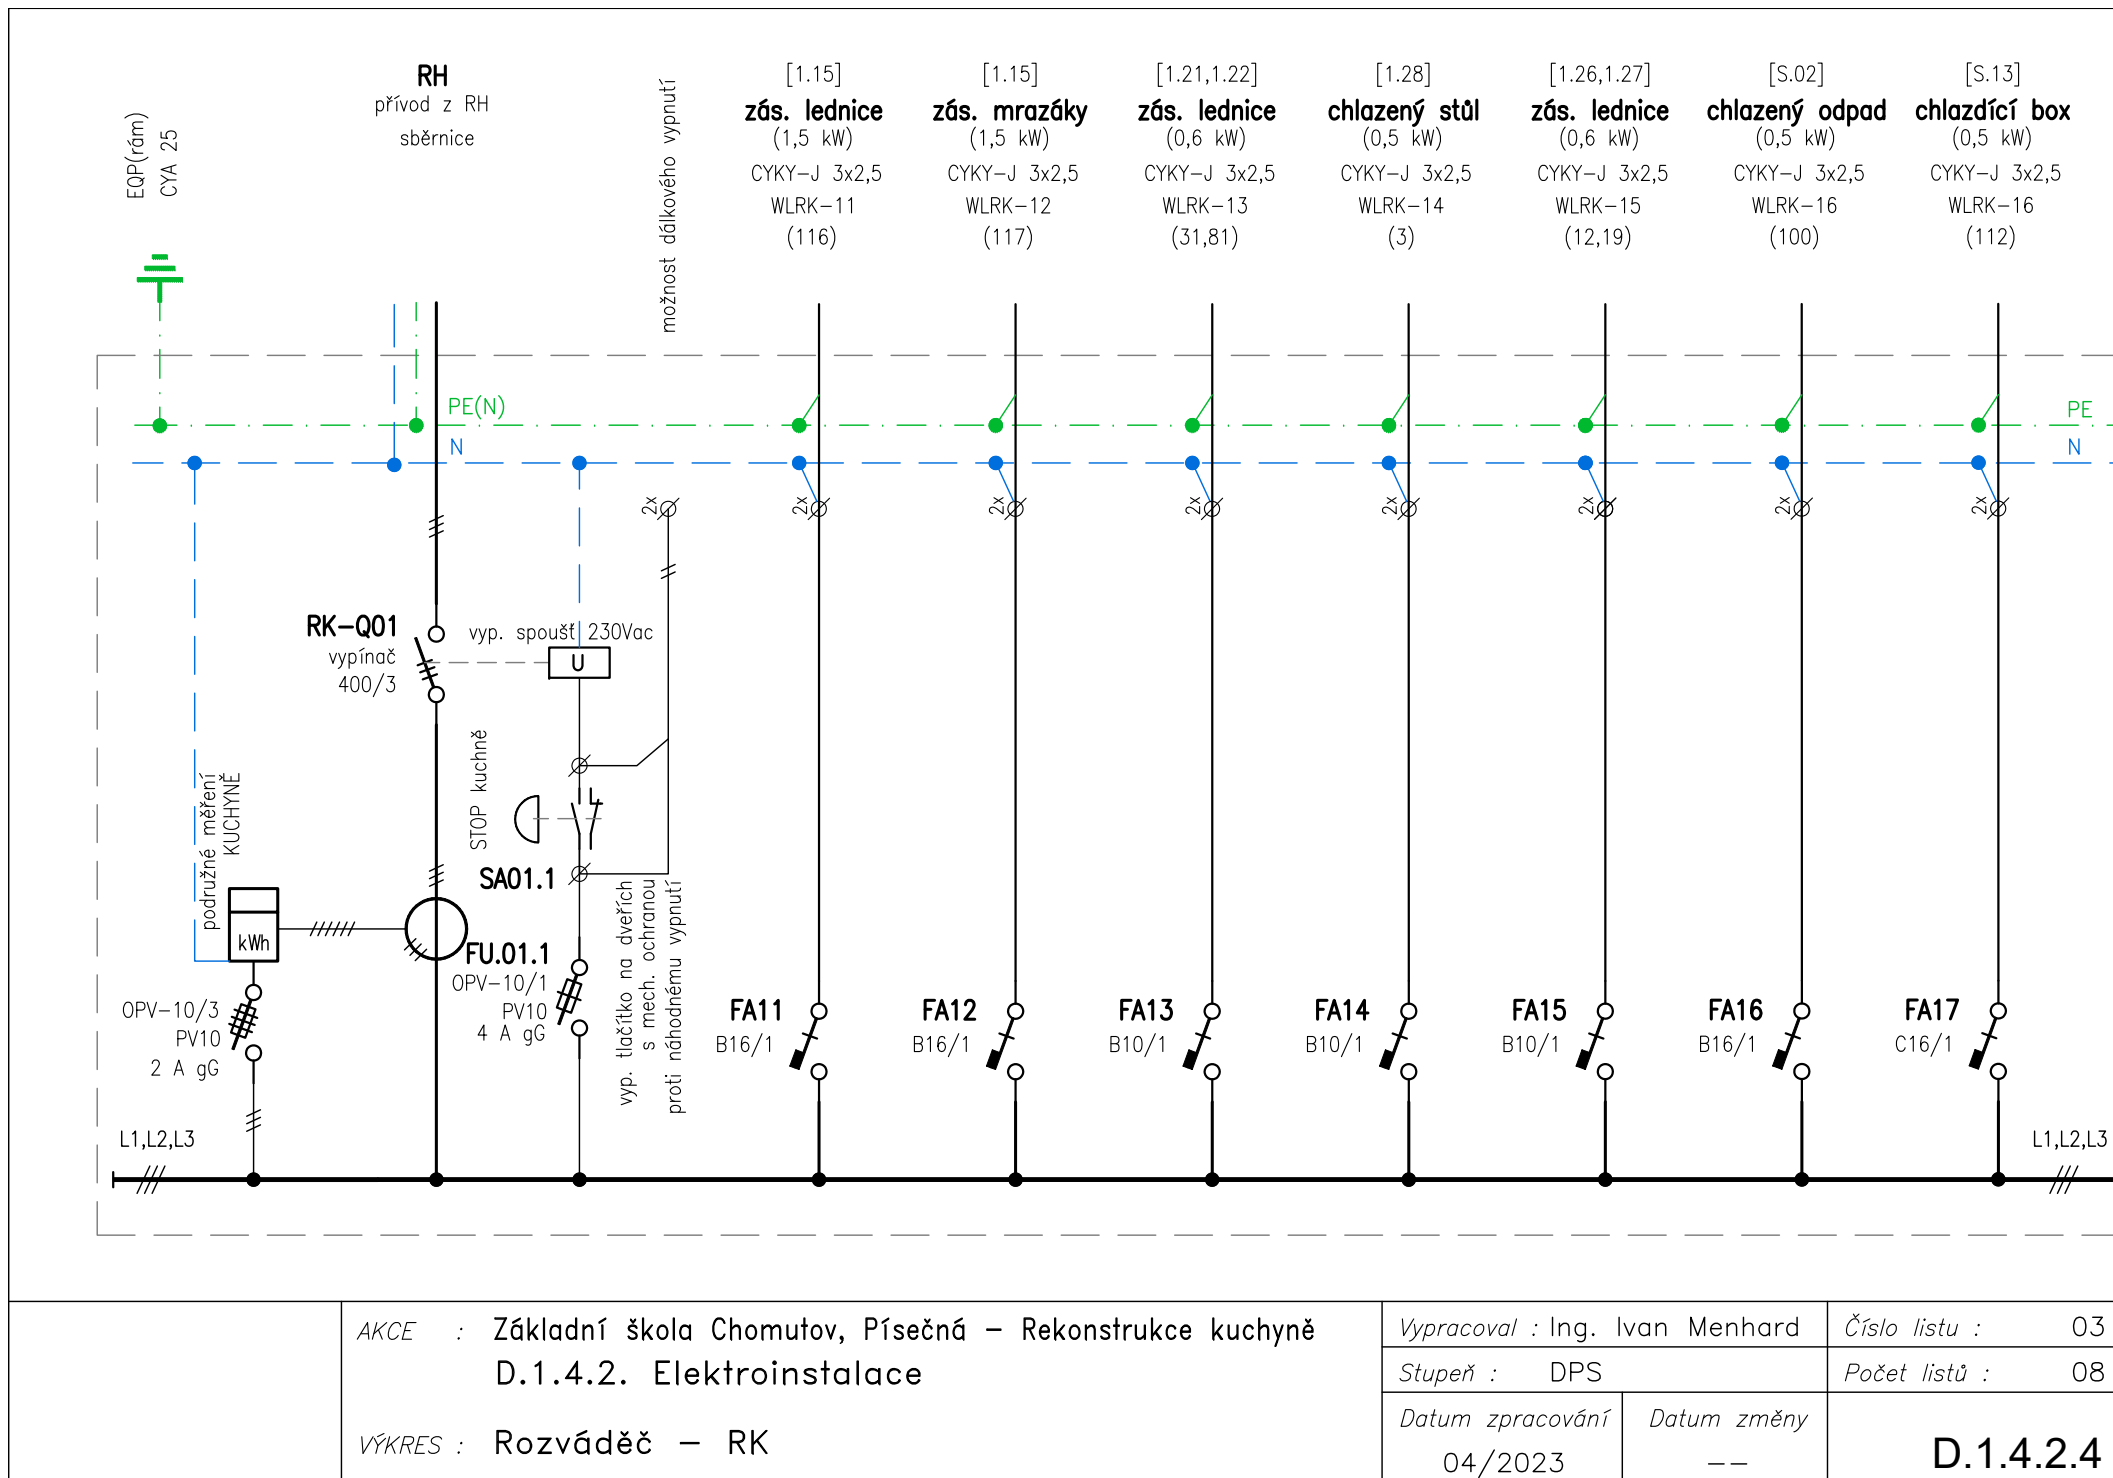 EQP(rám)
CYA 25
RH
přívod z RH
sběrnice
možnost dálkového vypnutí
[1.15]
zás. lednice
(1,5 kW)
CYKY-J 3x2,5
WLRK-11
(116)
[1.15]
zás. mrazáky
(1,5 kW)
CYKY-J 3x2,5
WLRK-12
(117)
[1.21,1.22]
zás. lednice
(0,6 kW)
CYKY-J 3x2,5
WLRK-13
(31,81)
[1.28]
chlazený stůl
(0,5 kW)
CYKY-J 3x2,5
WLRK-14
(3)
[1.26,1.27]
zás. lednice
(0,6 kW)
CYKY-J 3x2,5
WLRK-15
(12,19)
[S.02]
chlazený odpad
(0,5 kW)
CYKY-J 3x2,5
WLRK-16
(100)
[S.13]
chlazdící box
(0,5 kW)
CYKY-J 3x2,5
WLRK-16
(112)
PE(N)
N
PE
N
2x
2x
2x
2x
2x
2x
2x
2x
RK-Q01
vypínač
400/3
vyp. spoušť 230Vac
U
STOP kuchně
SA01.1
podružné měření
KUCHYNĚ
kWh
OPV-10/3
PV10
2 A gG
FU.01.1
OPV-10/1
PV10
4 A gG
vyp. tlačítko na dveřích
s mech. ochranou
proti náhodnému vypnutí
FA11
B16/1
FA12
B16/1
FA13
B10/1
FA14
B10/1
FA15
B10/1
FA16
B16/1
FA17
C16/1
L1,L2,L3
L1,L2,L3
AKCE : Základní škola Chomutov, Písečná - Rekonstrukce kuchyně
D.1.4.2. Elektroinstalace
VÝKRES : Rozváděč - RK
Vypracoval : Ing. Ivan Menhard
Číslo listu : 03
Stupeň : DPS
Počet listů : 08
Datum zpracování
04/2023
Datum změny
--
D.1.4.2.4